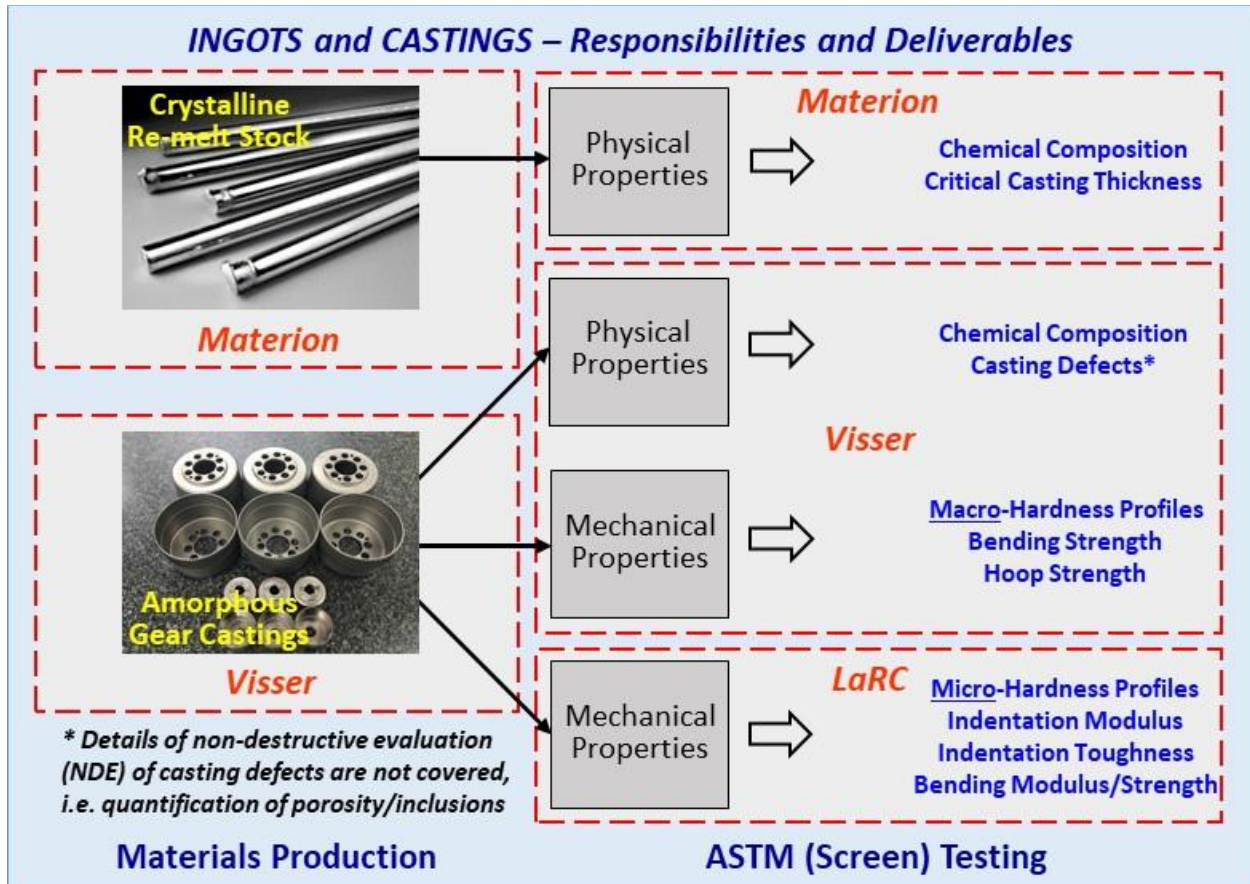 INGOTS and CASTINGS – Responsibilities and Deliverables
Crystalline
Re-melt Stock
Materion
Physical
Properties
Materion
Chemical Composition
Critical Casting Thickness
Amorphous
Gear Castings
Visser
Physical
Properties
Chemical Composition
Casting Defects*
Visser
Mechanical
Properties
Macro-Hardness Profiles
Bending Strength
Hoop Strength
Mechanical
Properties
LaRC
Micro-Hardness Profiles
Indentation Modulus
Indentation Toughness
Bending Modulus/Strength
* Details of non-destructive evaluation
(NDE) of casting defects are not covered,
i.e. quantification of porosity/inclusions
Materials Production
ASTM (Screen) Testing